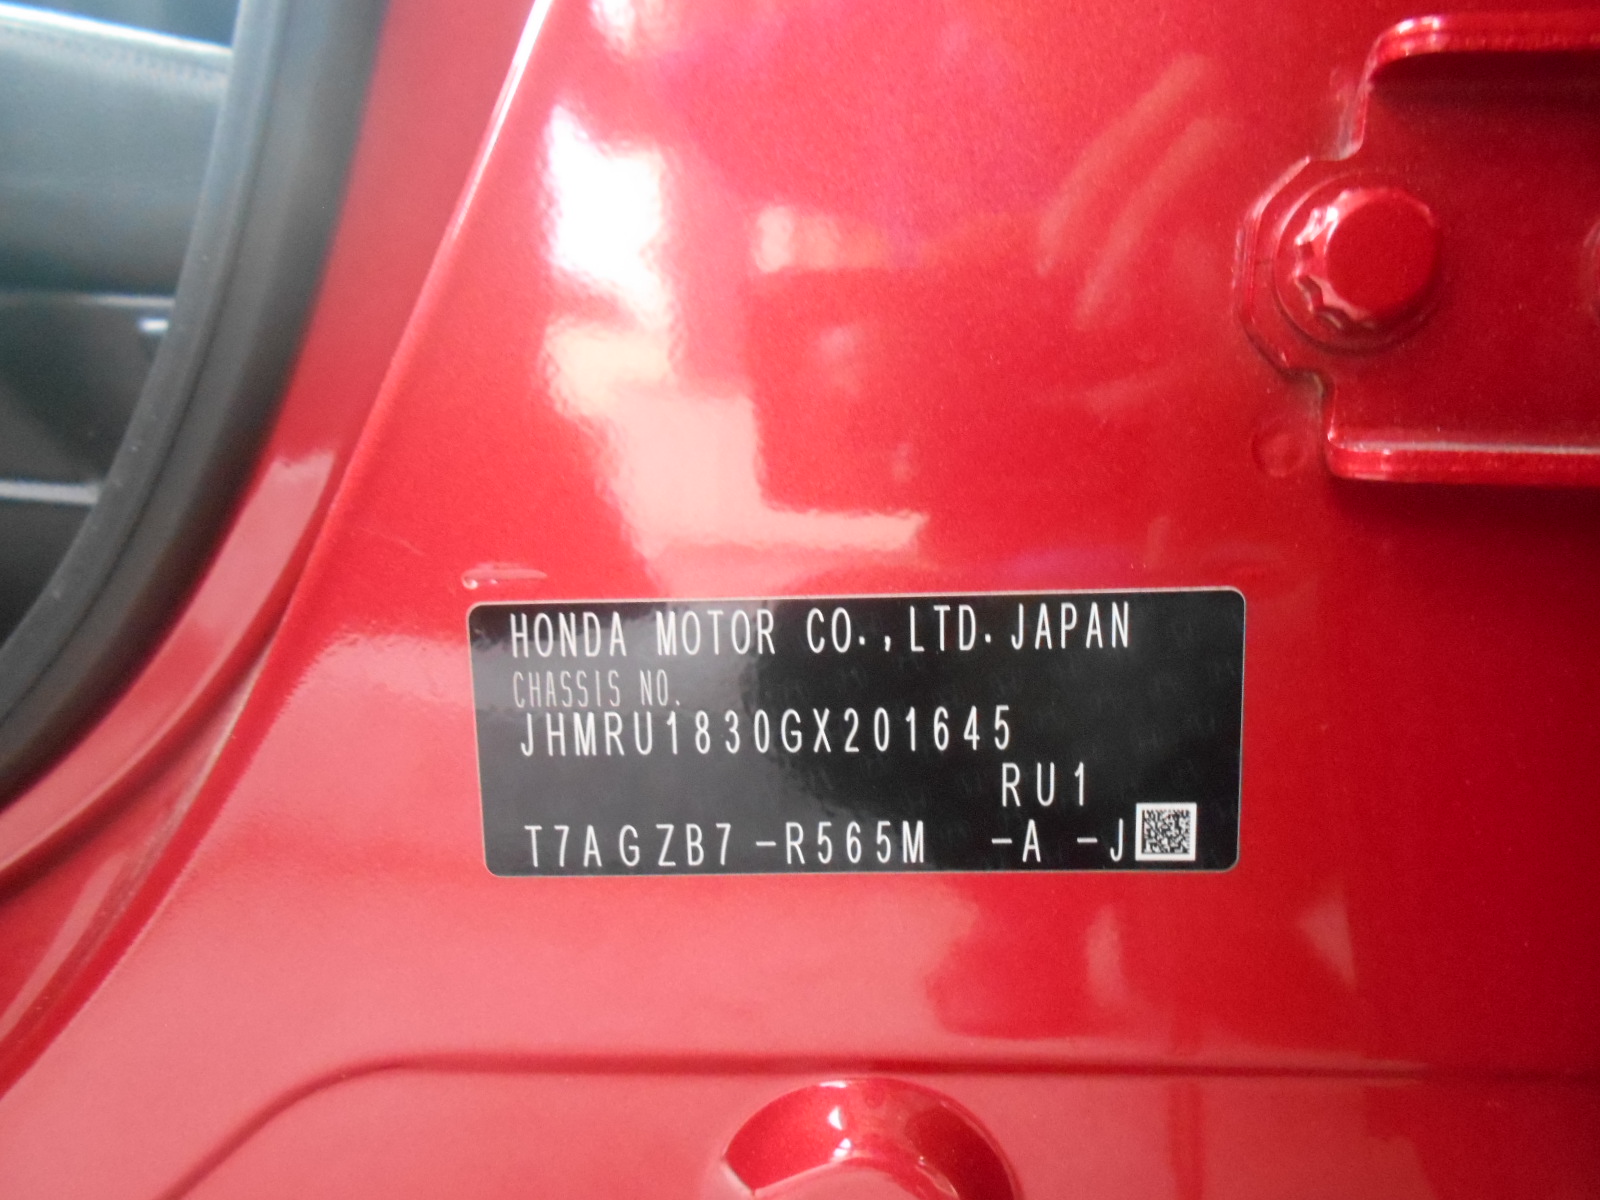 HONDA MOTOR CO.,LTD.JAPAN
CHASSIS NO.
JHMRU1830GX201645
RU1
T7AGZB7-R565M -A -J